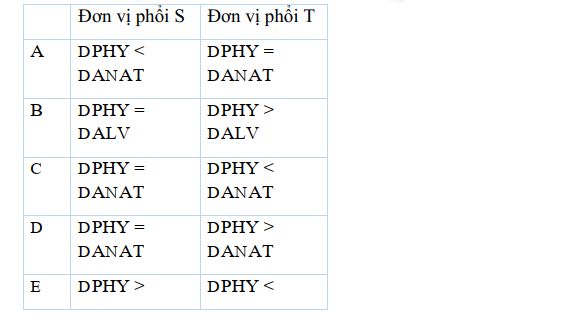 Đơn vị phổi S Đơn vị phổi T
A DPHY < DPHY =
DANAT DANAT
B DPHY = DPHY >
DALV DALV
C DPHY = DPHY <
DANAT DANAT
D DPHY = DPHY >
DANAT DANAT
E DPHY > DPHY <